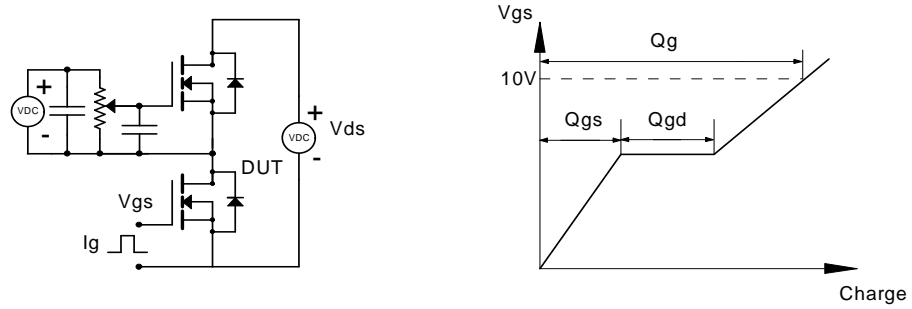 +
VDC
-
+
VDC
-
Vds
DUT
Vgs
Ig
Vgs
Qg
10V
Qgs
Qgd
Charge